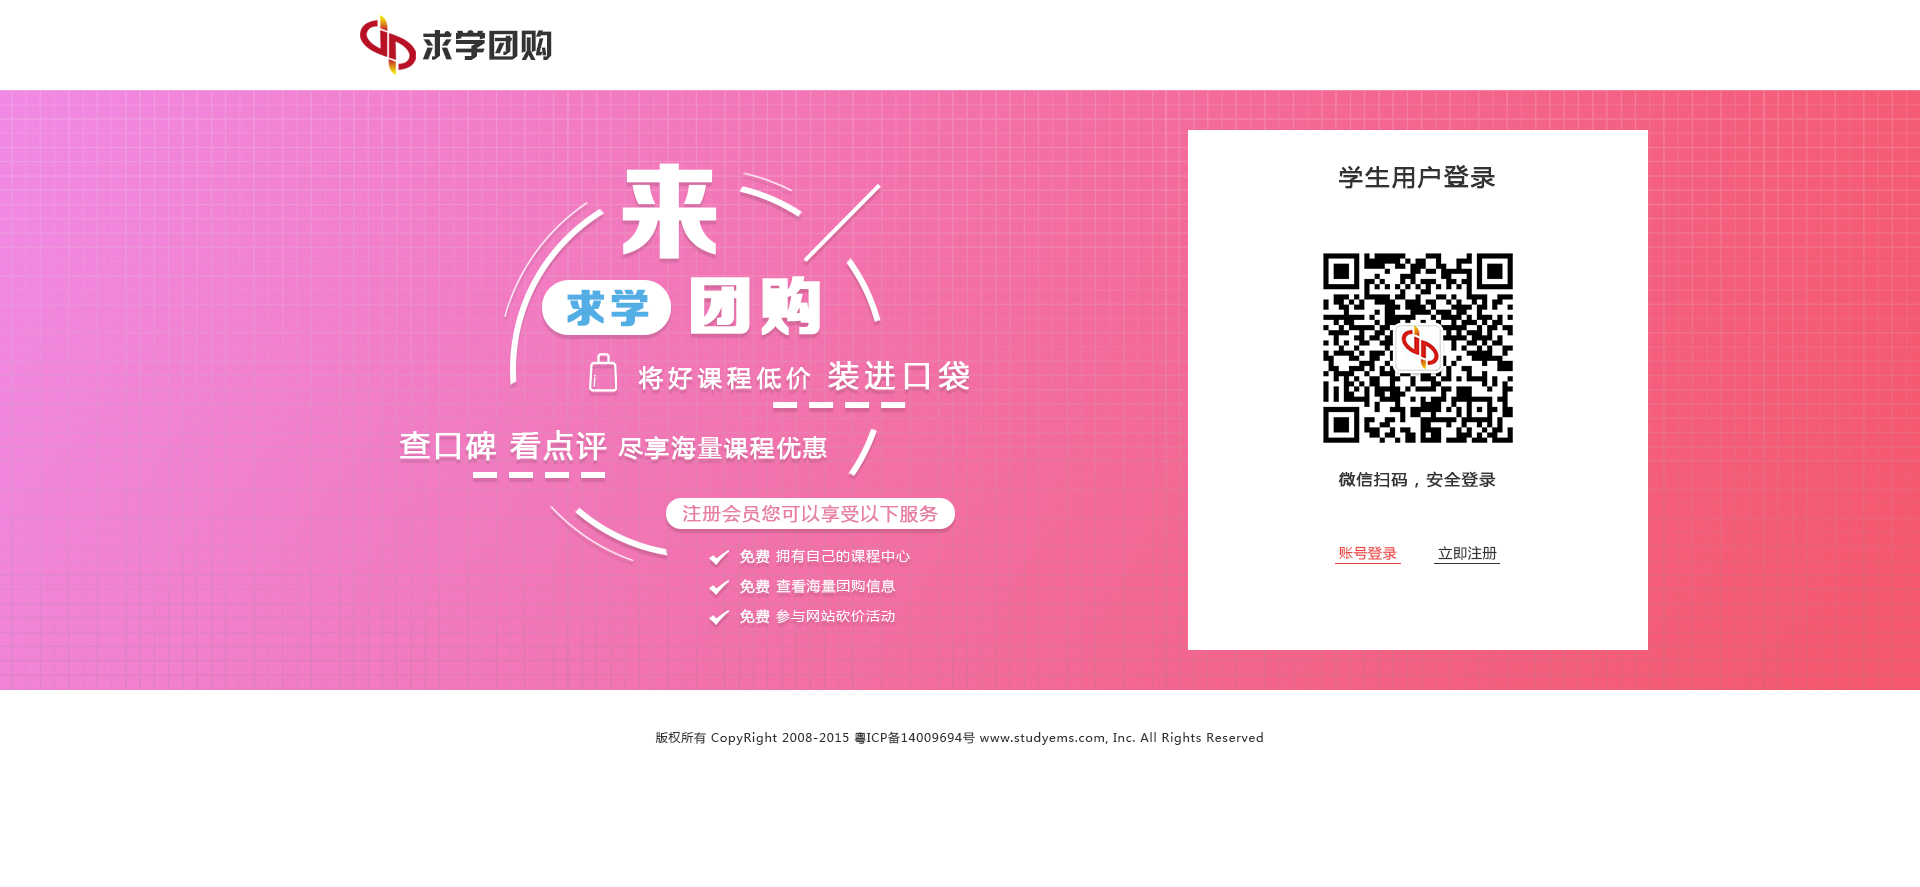 求学团购
来
求学 团购
将好课程低价 装进口袋
查口碑 看点评 尽享海量课程优惠
注册会员您可以享受以下服务
免费 拥有自己的课程中心
免费 查看海量团购信息
免费 参与网站砍价活动
学生用户登录
微信扫码，安全登录
账号登录 立即注册
版权所有 CopyRight 2008-2015 粤ICP备14009694号 www.studyems.com, Inc. All Rights Reserved